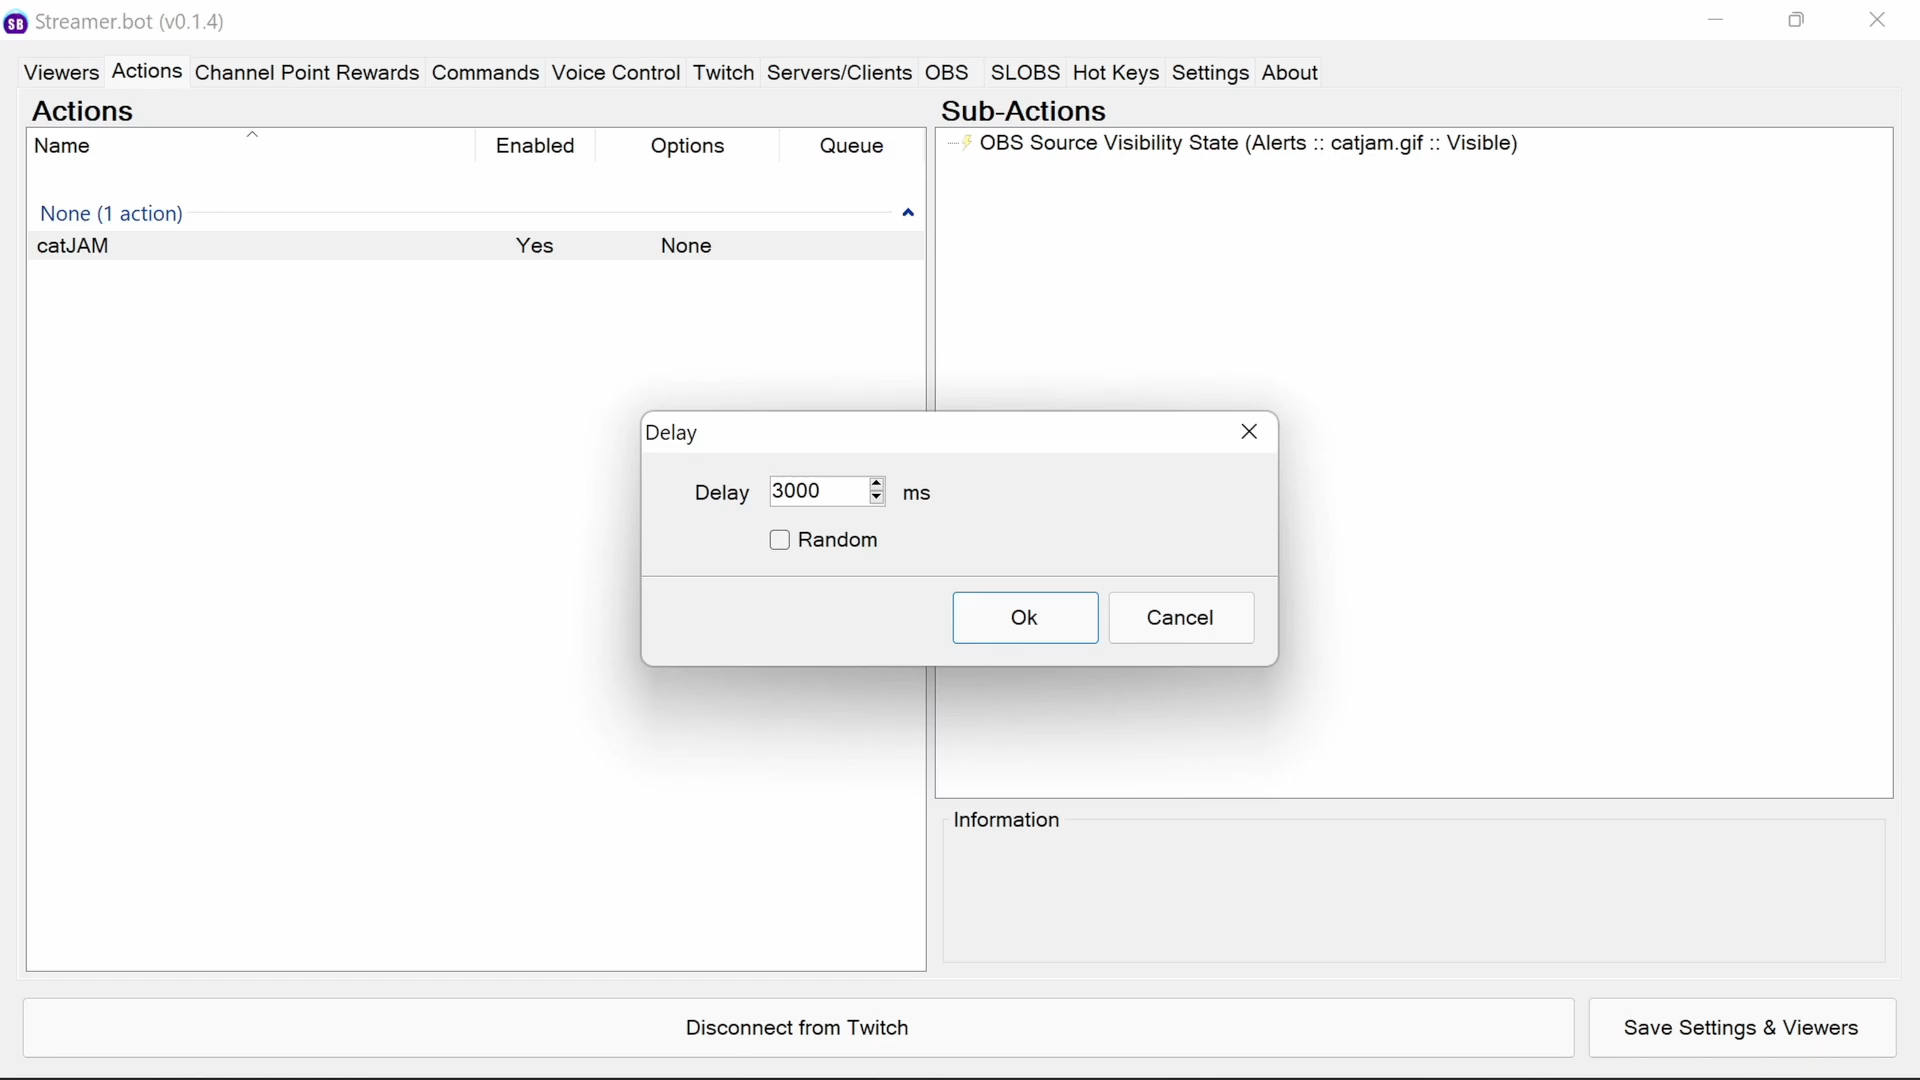 SB Streamer.bot (v0.1.4)
Viewers Actions Channel Point Rewards Commands Voice Control Twitch Servers/Clients OBS SLOBS Hot Keys Settings About
Actions
Name Enabled Options Queue
None (1 action)
catJAM Yes None
Sub-Actions
OBS Source Visibility State (Alerts :: catjam.gif :: Visible)
Delay
Delay 3000 ms
Random
Ok Cancel
Information
Disconnect from Twitch Save Settings & Viewers